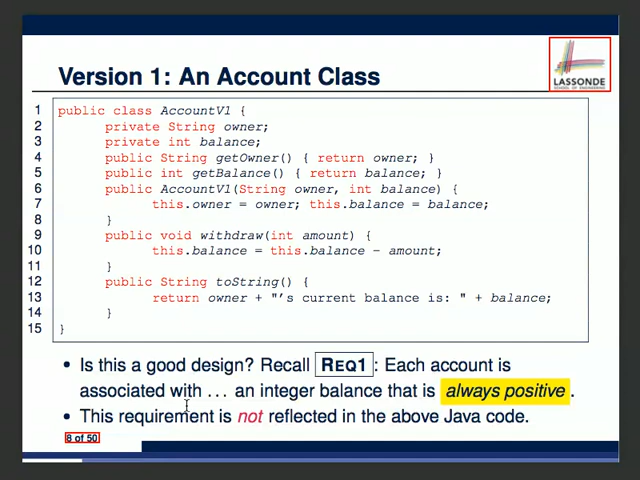 Version 1: An Account Class
LASSONDE
SCHOOL OF ENGINEERING
1 public class AccountV1 {
2 private String owner;
3 private int balance;
4 public String getOwner() { return owner; }
5 public int getBalance() { return balance; }
6 public AccountV1(String owner, int balance) {
7 this.owner = owner; this.balance = balance;
8 }
9 public void withdraw(int amount) {
10 this.balance = this.balance - amount;
11 }
12 public String toString() {
13 return owner + "'s current balance is: " + balance;
14 }
15 }
• Is this a good design? Recall REQ1 : Each account is
associated with ... an integer balance that is always positive .
• This requirement is not reflected in the above Java code.
8 of 50